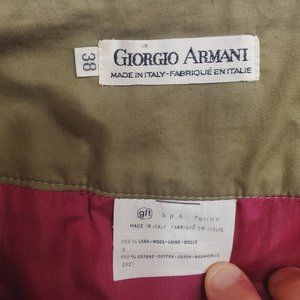 38
GIORGIO ARMANI
MADE IN ITALY-FABRIQUÉ EN ITALIE
gft S.p.A. Torino
MADE IN ITALY FABRIQUÉ EN ITALIE
100 % LANA-WOOL-LAINE-WOLLE
2
100 % COTONE-COTTON-COTON-BAUMWOLLE